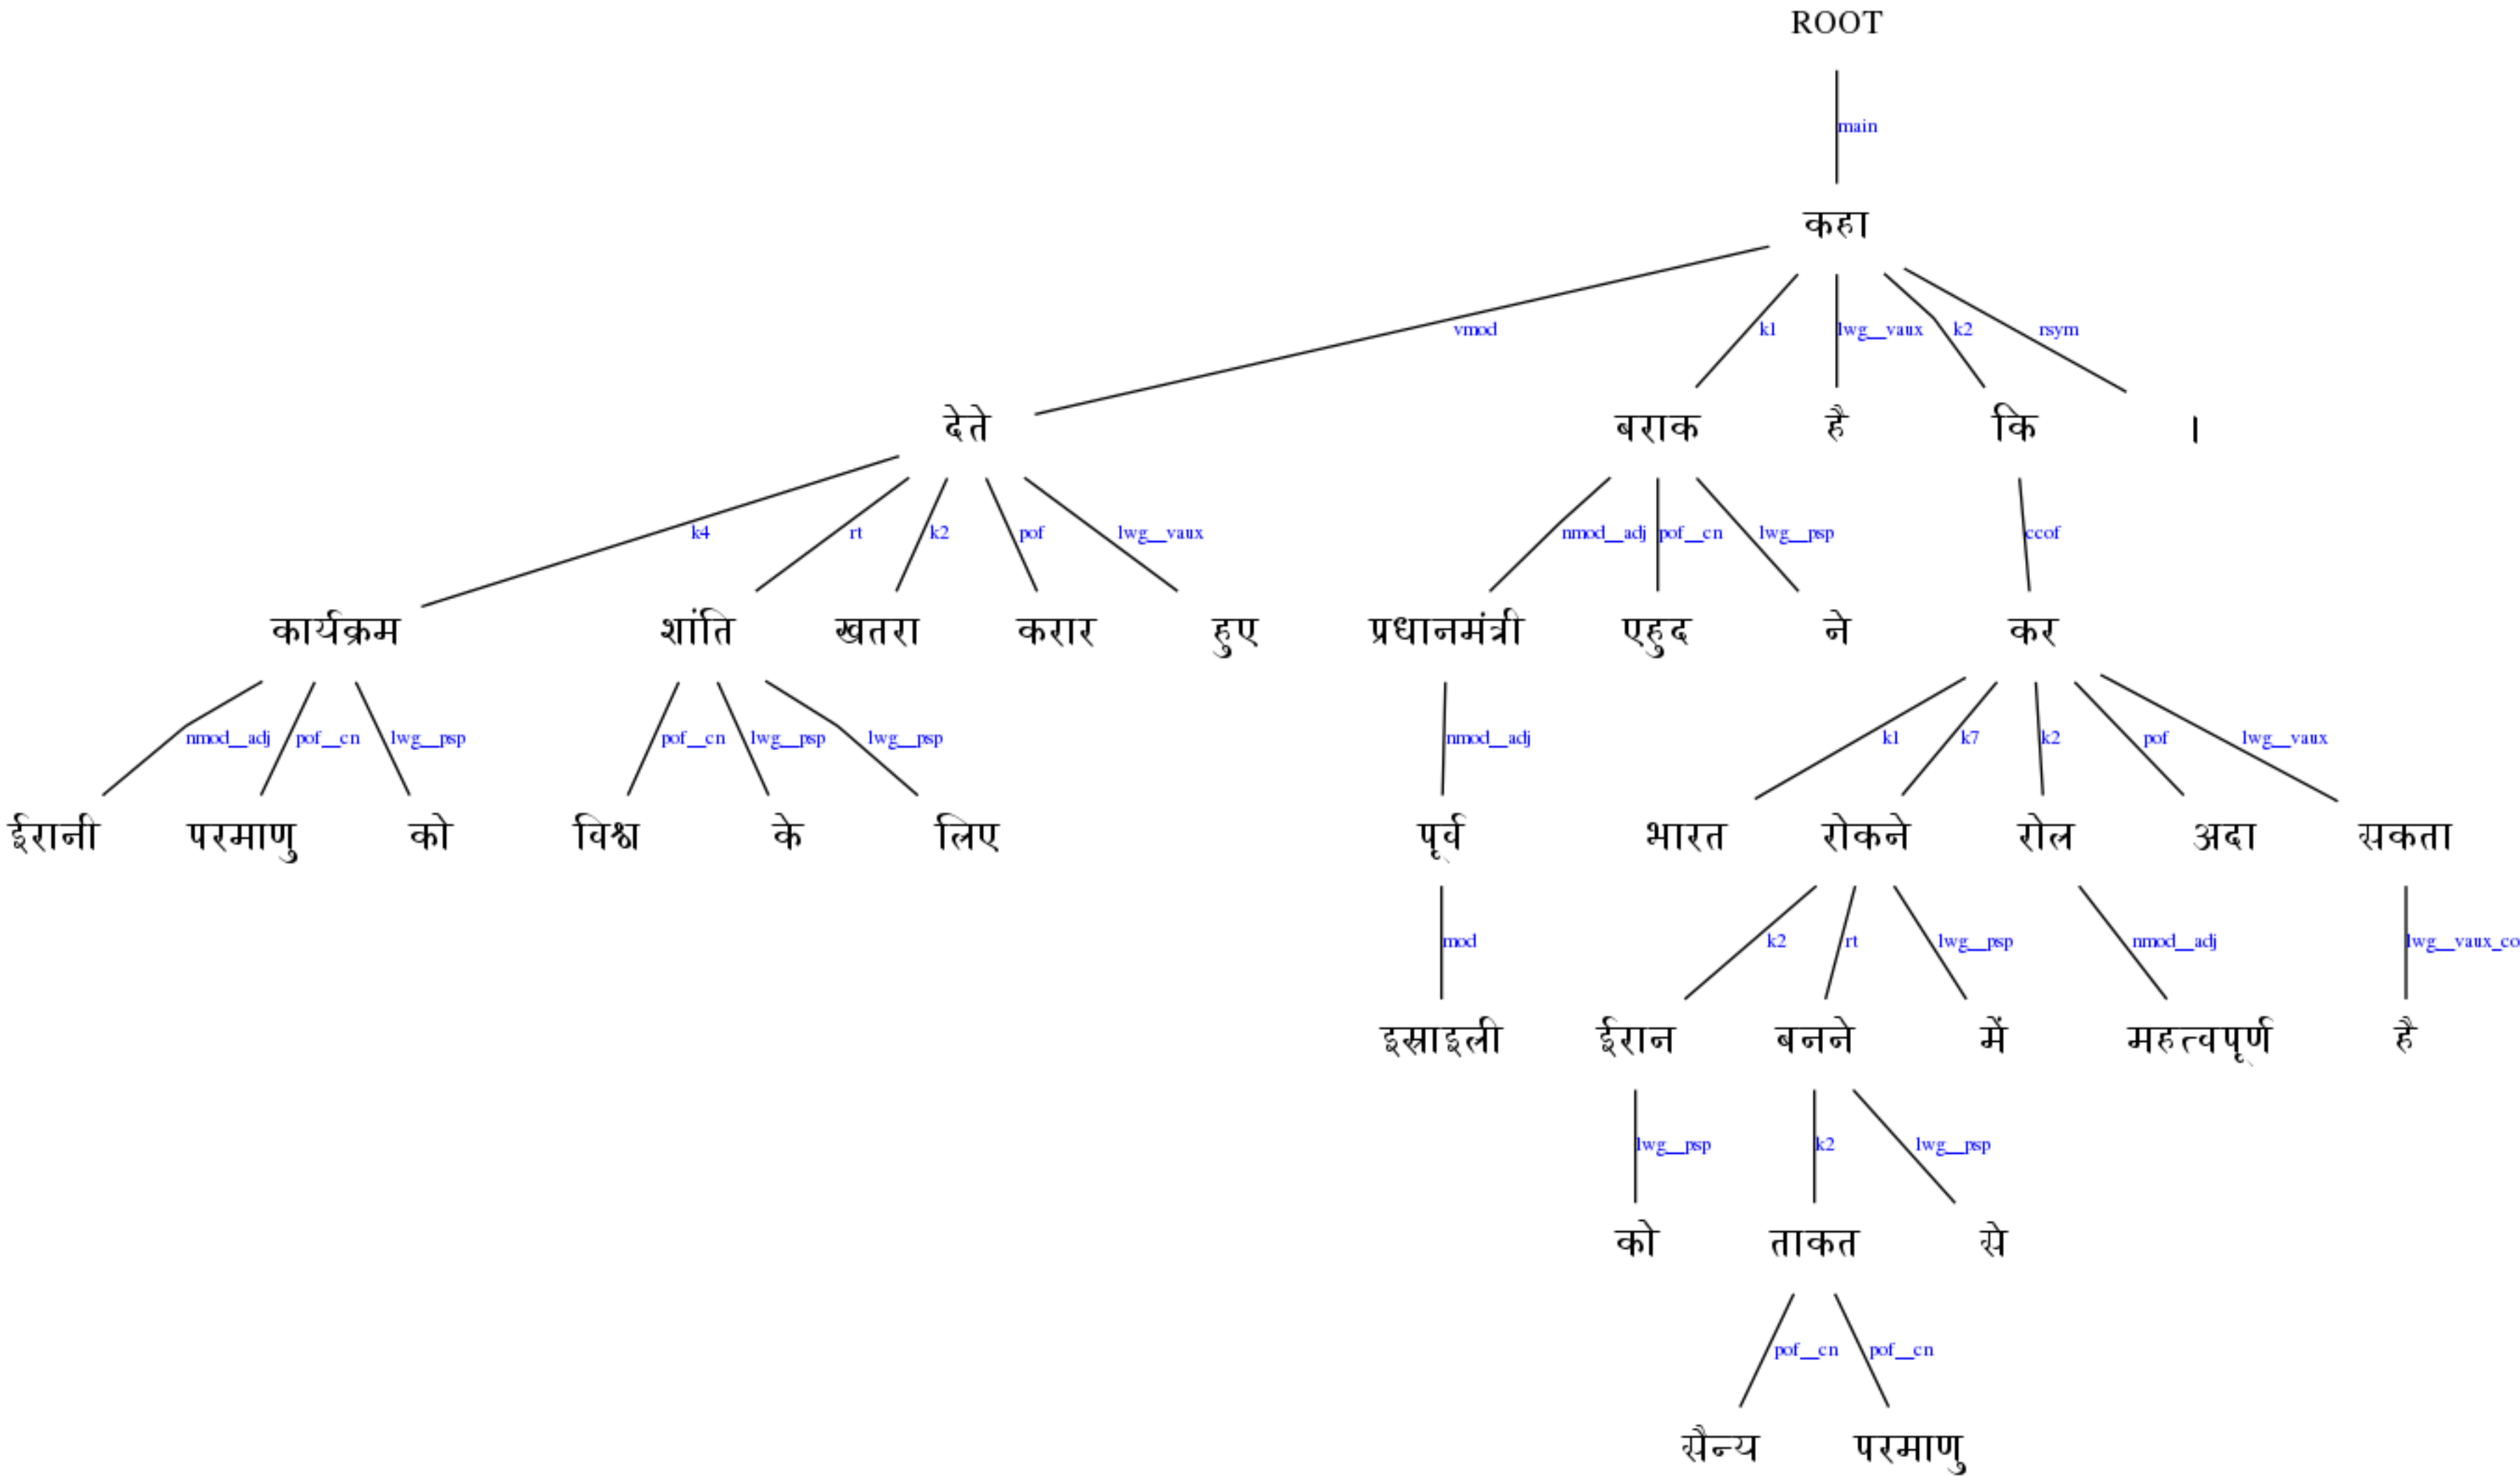 ROOT
main
कहा
vmod k1 lwg__vaux k2 rsym
देते बराक है कि ।
k4 rt k2 pof lwg__vaux nmod__adj pof__cn lwg__psp ccof
कार्यक्रम शांति खतरा करार हुए प्रधानमंत्री एहुद ने कर
nmod__adj pof__cn lwg__psp pof__cn lwg__psp lwg__psp nmod__adj k1 k7 k2 pof lwg__vaux
ईरानी परमाणु को विश्व के लिए पूर्व भारत रोकने रोल अदा सकता
mod k2 rt lwg__psp nmod__adj lwg__vaux_co
इस्राइली ईरान बनने में महत्वपूर्ण है
lwg__psp k2 lwg__psp
को ताकत से
pof__cn pof__cn
सैन्य परमाणु